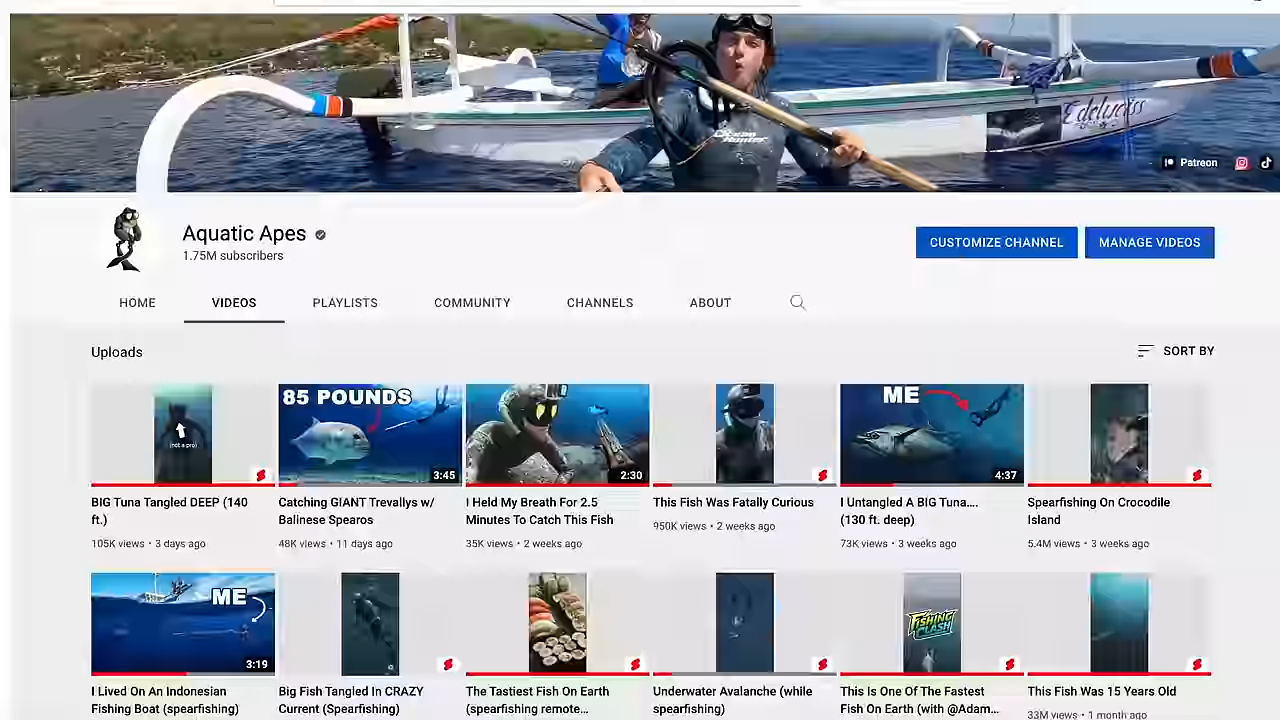 Edelweiss
Ocean
Hunter
Patreon
Aquatic Apes
1.75M subscribers
CUSTOMIZE CHANNEL
MANAGE VIDEOS
HOME
VIDEOS
PLAYLISTS
COMMUNITY
CHANNELS
ABOUT
Uploads
SORT BY
(not a pro)
85 POUNDS
3:45
2:30
ME
4:37
BIG Tuna Tangled DEEP (140
ft.)
105K views • 3 days ago
Catching GIANT Trevallys w/
Balinese Spearos
48K views • 11 days ago
I Held My Breath For 2.5
Minutes To Catch This Fish
35K views • 2 weeks ago
This Fish Was Fatally Curious
950K views • 2 weeks ago
I Untangled A BIG Tuna....
(130 ft. deep)
73K views • 3 weeks ago
Spearfishing On Crocodile
Island
5.4M views • 3 weeks ago
ME
3:19
FISHING
CLASH
I Lived On An Indonesian
Fishing Boat (spearfishing)
Big Fish Tangled In CRAZY
Current (Spearfishing)
The Tastiest Fish On Earth
(spearfishing remote...
Underwater Avalanche (while
spearfishing)
This Is One Of The Fastest
Fish On Earth (with @Adam...
This Fish Was 15 Years Old
33M views • 1 month ago